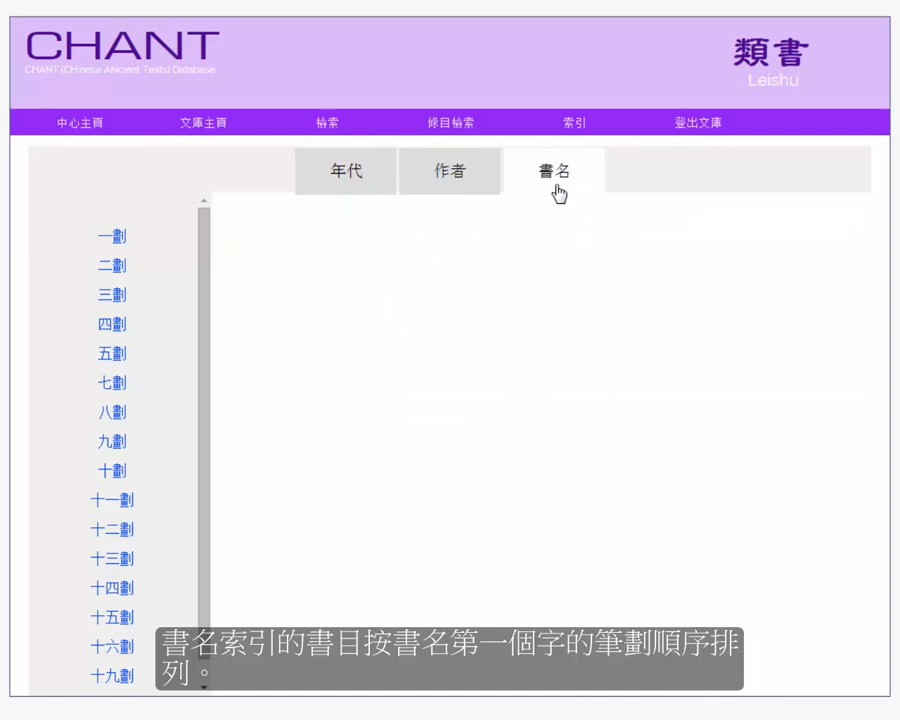 CHANT
CHANT (CHinese ANcient Texts) Database
類書
Leishu
中心主頁
文庫主頁
檢索
條目檢索
索引
登出文庫
年代
作者
書名
一劃
二劃
三劃
四劃
五劃
七劃
八劃
九劃
十劃
十一劃
十二劃
十三劃
十四劃
十五劃
十六劃
十九劃
書名索引的書目按書名第一個字的筆劃順序排
列。